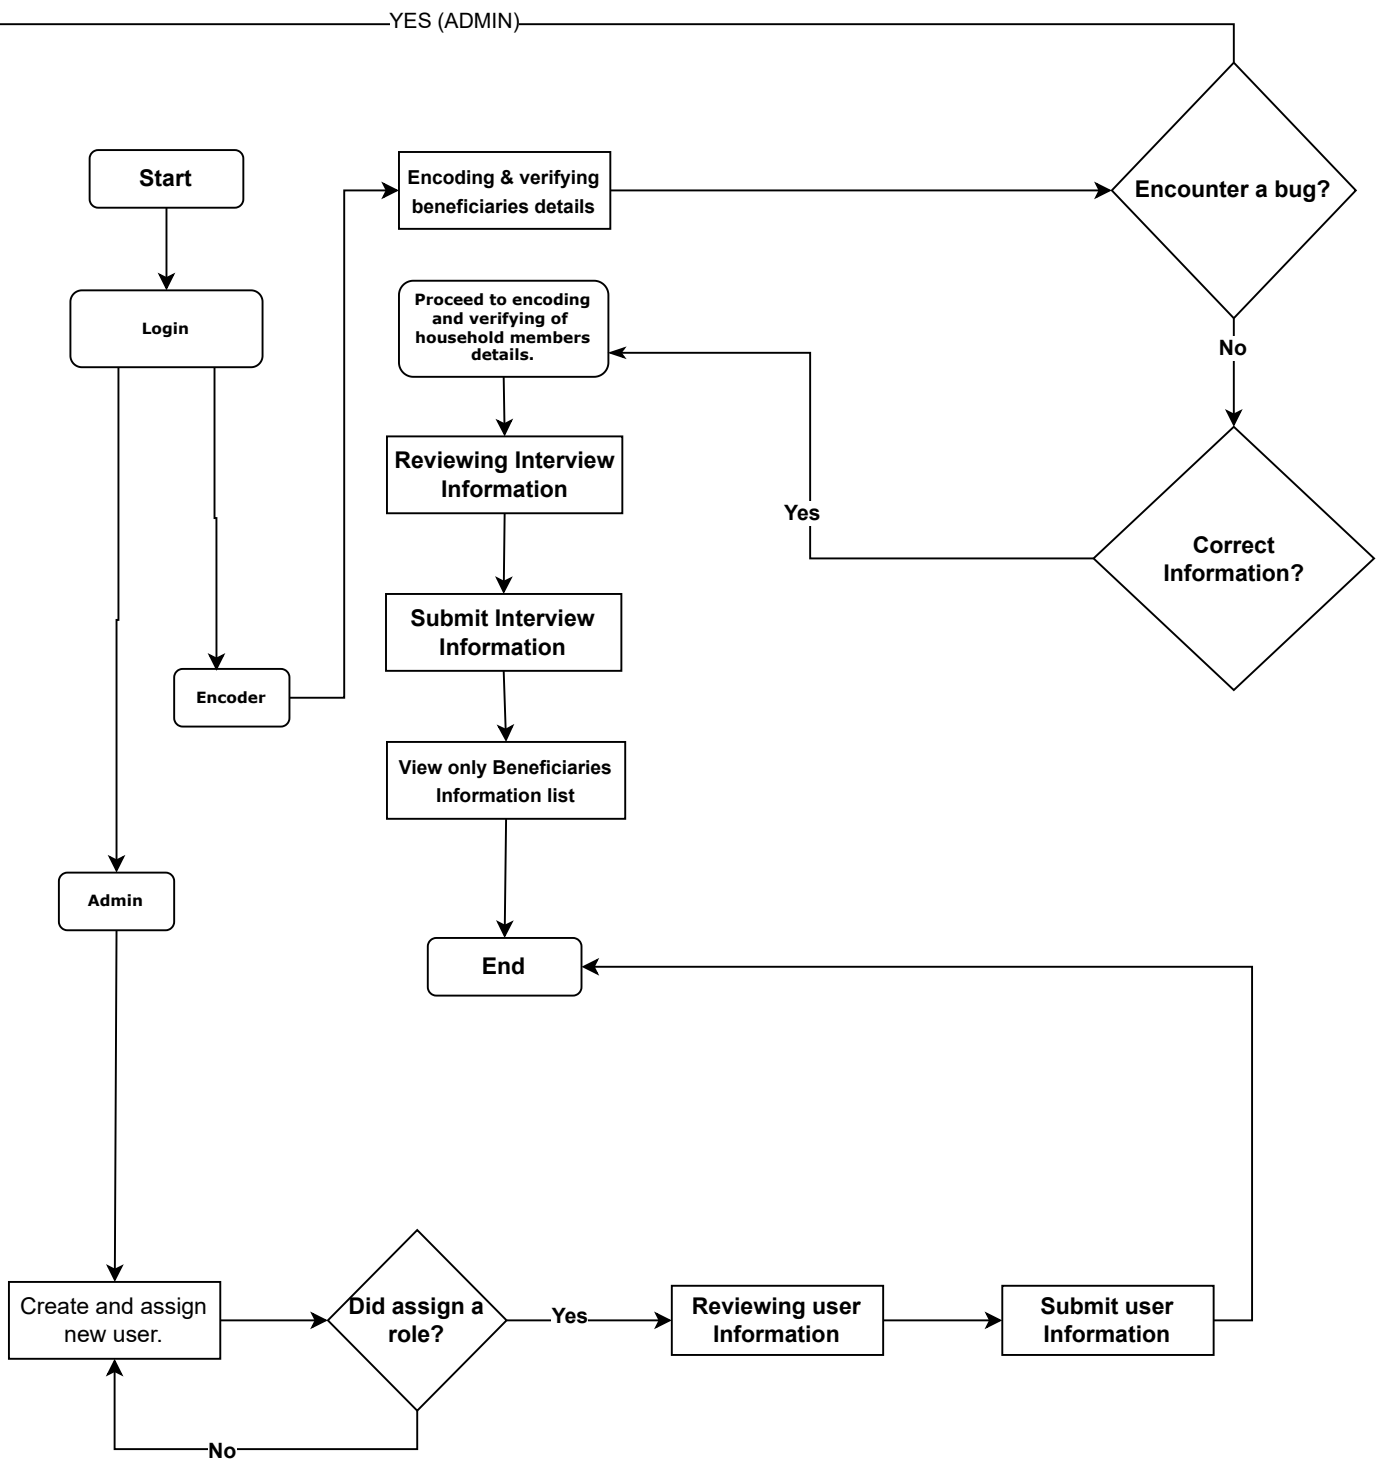 YES (ADMIN)
Start
Encoding & verifying
beneficiaries details
Encounter a bug?
Login
Proceed to encoding
and verifying of
household members
details.
No
Reviewing Interview
Information
Yes
Correct
Information?
Submit Interview
Information
Encoder
View only Beneficiaries
Information list
Admin
End
Create and assign
new user.
Did assign a
role?
Yes
Reviewing user
Information
Submit user
Information
No